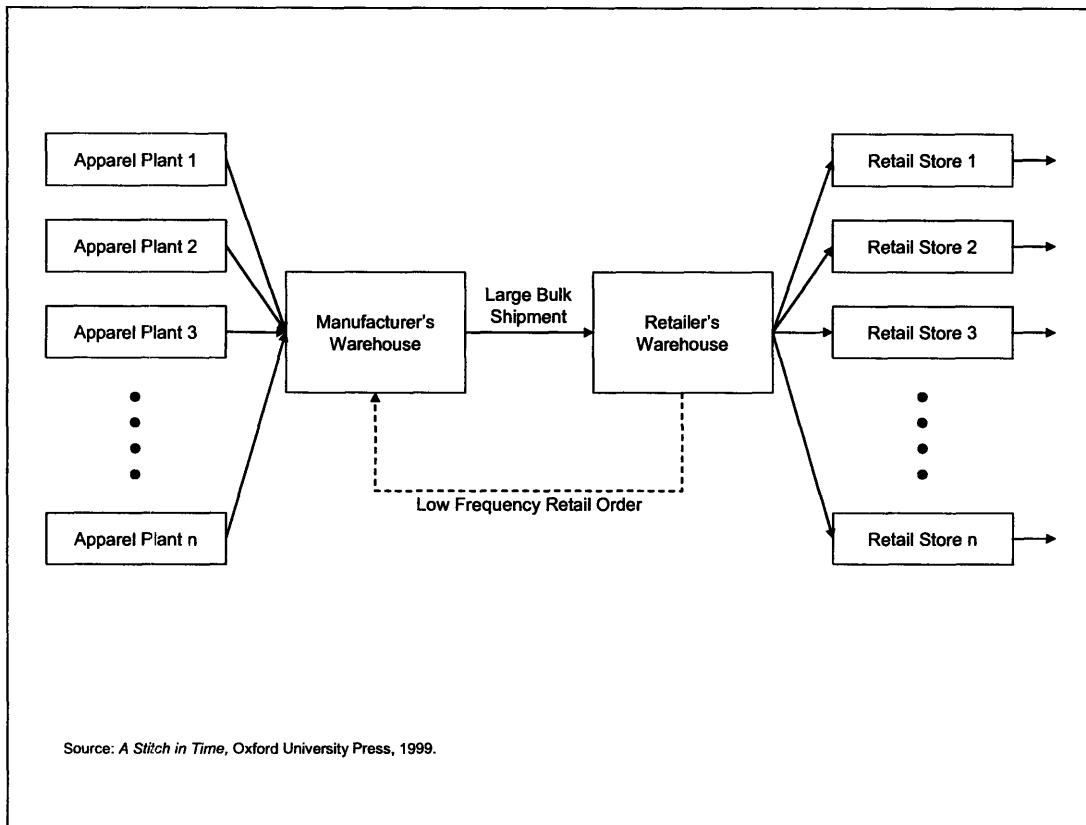 Apparel Plant 1
Apparel Plant 2
Apparel Plant 3
Apparel Plant n
Manufacturer's
Warehouse
Large Bulk
Shipment
Retailer's
Warehouse
Low Frequency Retail Order
Retail Store 1
Retail Store 2
Retail Store 3
Retail Store n
Source: A Stitch in Time, Oxford University Press, 1999.